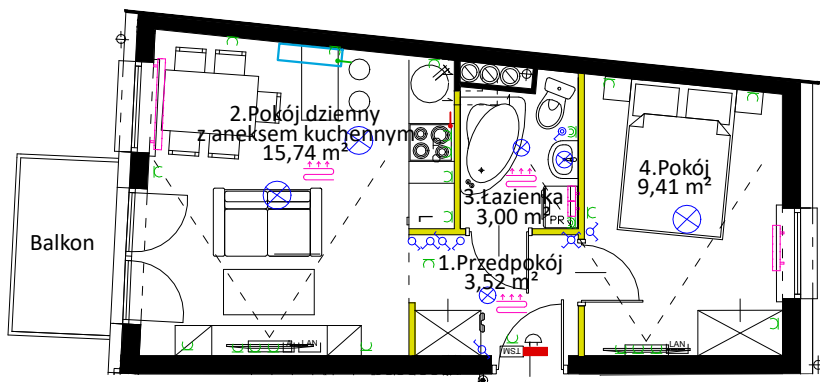 2.Pokój dzienny
z aneksem kuchennym
15,74 m²
4.Pokój
9,41 m²
3.Łazienka
3,00 m²
PR
Balkon
1.Przedpokój
3,52 m²
LAN
LAN
TSM